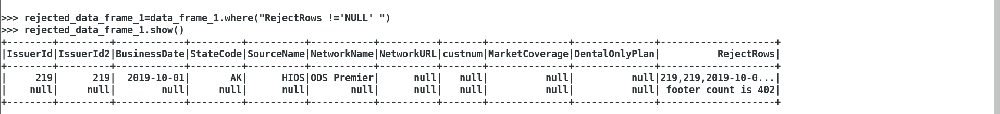 >>> rejected_data_frame_1=data_frame_1.where("RejectRows !='NULL' ")
>>> rejected_data_frame_1.show()
+--------+---------+------------+---------+----------+-----------+----------+-------+--------------+--------------+--------------------+
|IssuerId|IssuerId2|BusinessDate|StateCode|SourceName|NetworkName|NetworkURL|custnum|MarketCoverage|DentalOnlyPlan|          RejectRows|
+--------+---------+------------+---------+----------+-----------+----------+-------+--------------+--------------+--------------------+
|     219|      219|  2019-10-01|       AK|      HIOS|ODS Premier|      null|   null|          null|          null|219,219,2019-10-0...|
|    null|     null|        null|     null|      null|       null|      null|   null|          null|          null| footer count is 402|
+--------+---------+------------+---------+----------+-----------+----------+-------+--------------+--------------+--------------------+